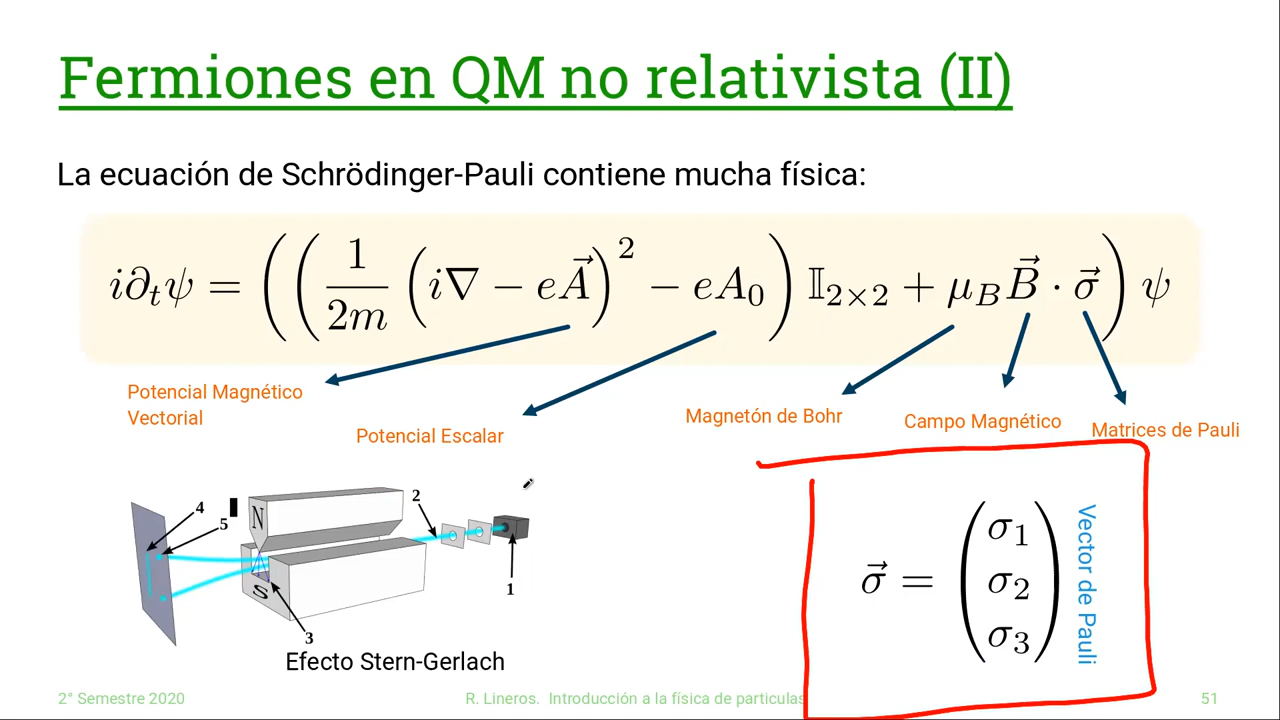 Fermiones en QM no relativista (II)
La ecuación de Schrödinger-Pauli contiene mucha física:
i∂ₜψ = ( ( 1/2m (i∇ − eA⃗)² − eA₀ ) 𝕀₂ₓ₂ + μ_B B⃗ · σ⃗ ) ψ
Potencial Magnético
Vectorial
Potencial Escalar
Magnetón de Bohr
Campo Magnético
Matrices de Pauli
4
5
N
S
2
1
3
Efecto Stern-Gerlach
σ⃗ = ( σ₁
σ₂
σ₃ )
Vector de Pauli
2° Semestre 2020
R. Lineros. Introducción a la física de particulas
51